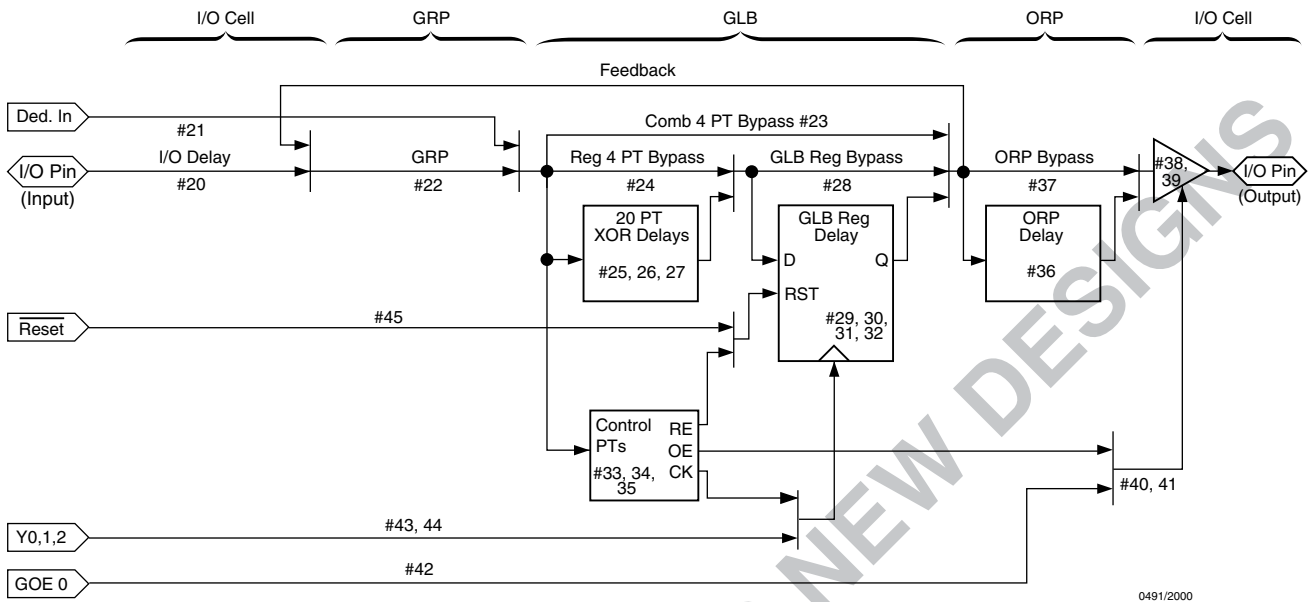 I/O Cell GRP GLB ORP I/O Cell
Feedback
Ded. In
#21
Comb 4 PT Bypass #23
I/O Pin
(Input)
I/O Delay
#20
GRP
#22
Reg 4 PT Bypass
#24
GLB Reg Bypass
#28
ORP Bypass
#37
#38,
39
I/O Pin
(Output)
20 PT
XOR Delays
#25, 26, 27
GLB Reg
Delay
D Q
RST
#29, 30,
31, 32
ORP
Delay
#36
Reset
#45
Control
PTs
#33, 34,
35
RE
OE
CK
#40, 41
Y0,1,2
#43, 44
GOE 0
#42
0491/2000
NEW DESIGNS